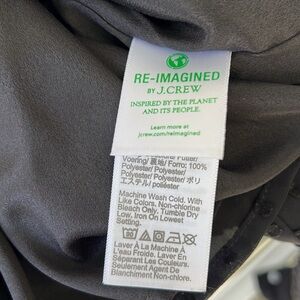 RE-IMAGINED
BY J.CREW
INSPIRED BY THE PLANET
AND ITS PEOPLE.
Learn more at
jcrew.com/reimagined
Voering/ 裏地/ Forro: 100%
Polyester/ Polyester/
Polyester/ Polyester/ ポリ
エステル/ poliéster
Machine Wash Cold. With
Like Colors. Non-chlorine
Bleach Only. Tumble Dry
Low. Iron On Lowest
Setting.
Laver À La Machine À
L'eau Froide. Laver En
Séparant Les Couleurs.
Seulement Agent De
Blanchiment Non-chlore.